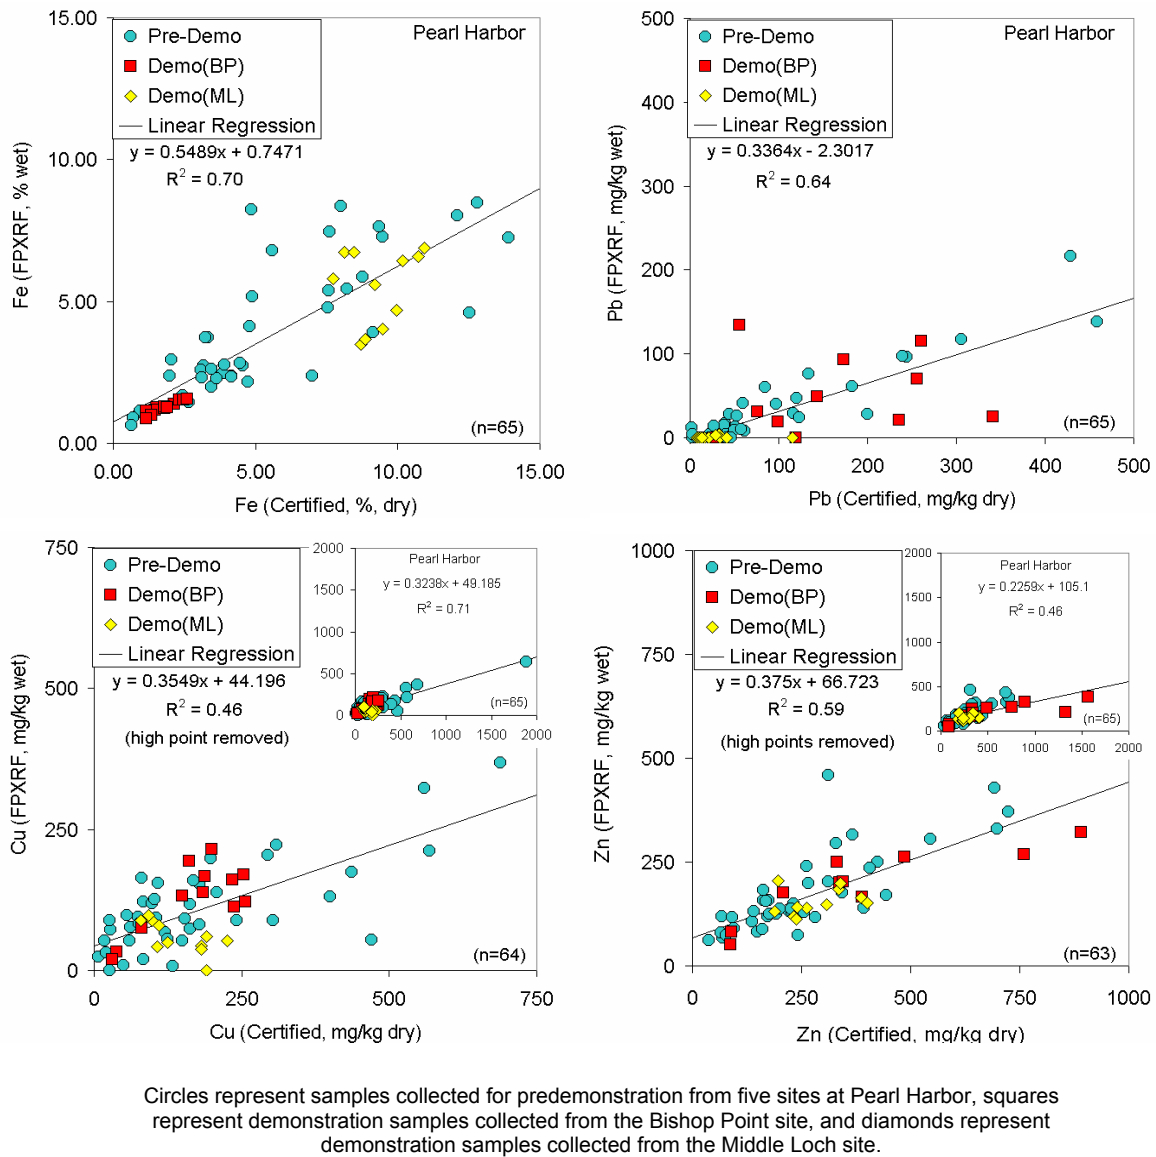 15.00
10.00
5.00
0.00
0.00
5.00
10.00
15.00
Fe (FPXRF, % wet)
Fe (Certified, %, dry)
Pearl Harbor
Pre-Demo
Demo(BP)
Demo(ML)
Linear Regression
y = 0.5489x + 0.7471
R² = 0.70
(n=65)
500
400
300
200
100
0
0
100
200
300
400
500
Pb (FPXRF, mg/kg wet)
Pb (Certified, mg/kg dry)
Pearl Harbor
Pre-Demo
Demo(BP)
Demo(ML)
Linear Regression
y = 0.3364x - 2.3017
R² = 0.64
(n=65)
750
500
250
0
0
250
500
750
Cu (FPXRF, mg/kg wet)
Cu (Certified, mg/kg dry)
Pre-Demo
Demo(BP)
Demo(ML)
Linear Regression
y = 0.3549x + 44.196
R² = 0.46
(high point removed)
(n=64)
2000
1500
1000
500
0
0
500
1000
1500
2000
Pearl Harbor
y = 0.3238x + 49.185
R² = 0.71
(n=65)
1000
750
500
250
0
0
250
500
750
1000
Zn (FPXRF, mg/kg wet)
Zn (Certified, mg/kg dry)
Pre-Demo
Demo(BP)
Demo(ML)
Linear Regression
y = 0.375x + 66.723
R² = 0.59
(high points removed)
(n=63)
2000
1500
1000
500
0
0
500
1000
1500
2000
Pearl Harbor
y = 0.2259x + 105.1
R² = 0.46
(n=65)
Circles represent samples collected for predemonstration from five sites at Pearl Harbor, squares
represent demonstration samples collected from the Bishop Point site, and diamonds represent
demonstration samples collected from the Middle Loch site.